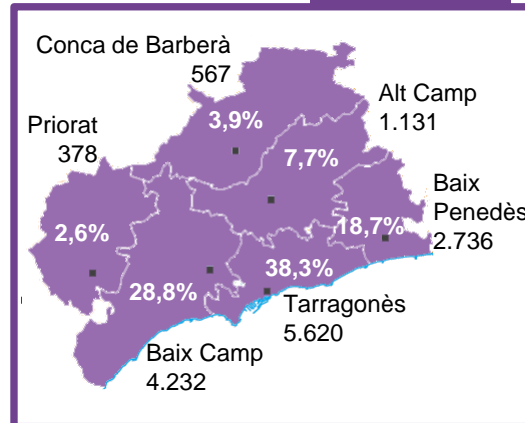 Conca de Barberà
567
3,9%
Alt Camp
1.131
7,7%
Priorat
378
2,6%
Baix
Penedès
2.736
18,7%
38,3%
Tarragonès
5.620
28,8%
Baix Camp
4.232